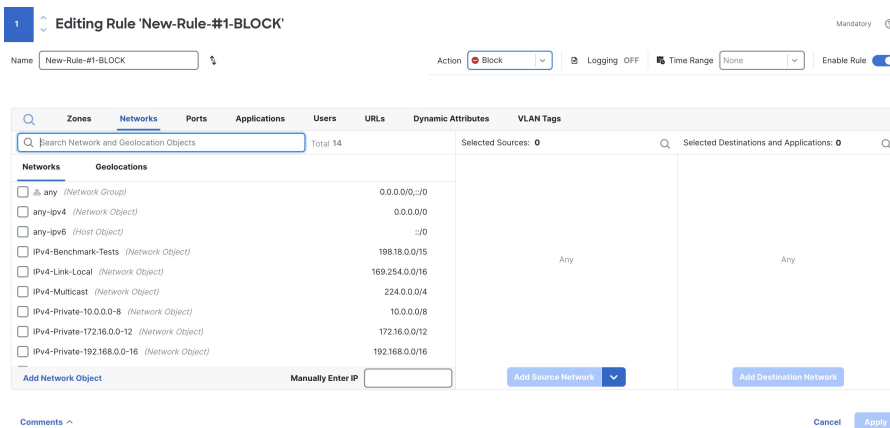 1 Editing Rule 'New-Rule-#1-BLOCK' Mandatory
Name New-Rule-#1-BLOCK Action Block Logging OFF Time Range None Enable Rule
Zones Networks Ports Applications Users URLs Dynamic Attributes VLAN Tags
Search Network and Geolocation Objects Total 14 Selected Sources: 0 Selected Destinations and Applications: 0
Networks Geolocations
any (Network Group) 0.0.0.0/0,::/0
any-ipv4 (Network Object) 0.0.0.0/0
any-ipv6 (Host Object) ::/0
IPv4-Benchmark-Tests (Network Object) 198.18.0.0/15
IPv4-Link-Local (Network Object) 169.254.0.0/16
Any Any
IPv4-Multicast (Network Object) 224.0.0.0/4
IPv4-Private-10.0.0.0-8 (Network Object) 10.0.0.0/8
IPv4-Private-172.16.0.0-12 (Network Object) 172.16.0.0/12
IPv4-Private-192.168.0.0-16 (Network Object) 192.168.0.0/16
Add Network Object Manually Enter IP Add Source Network Add Destination Network
Comments Cancel Apply